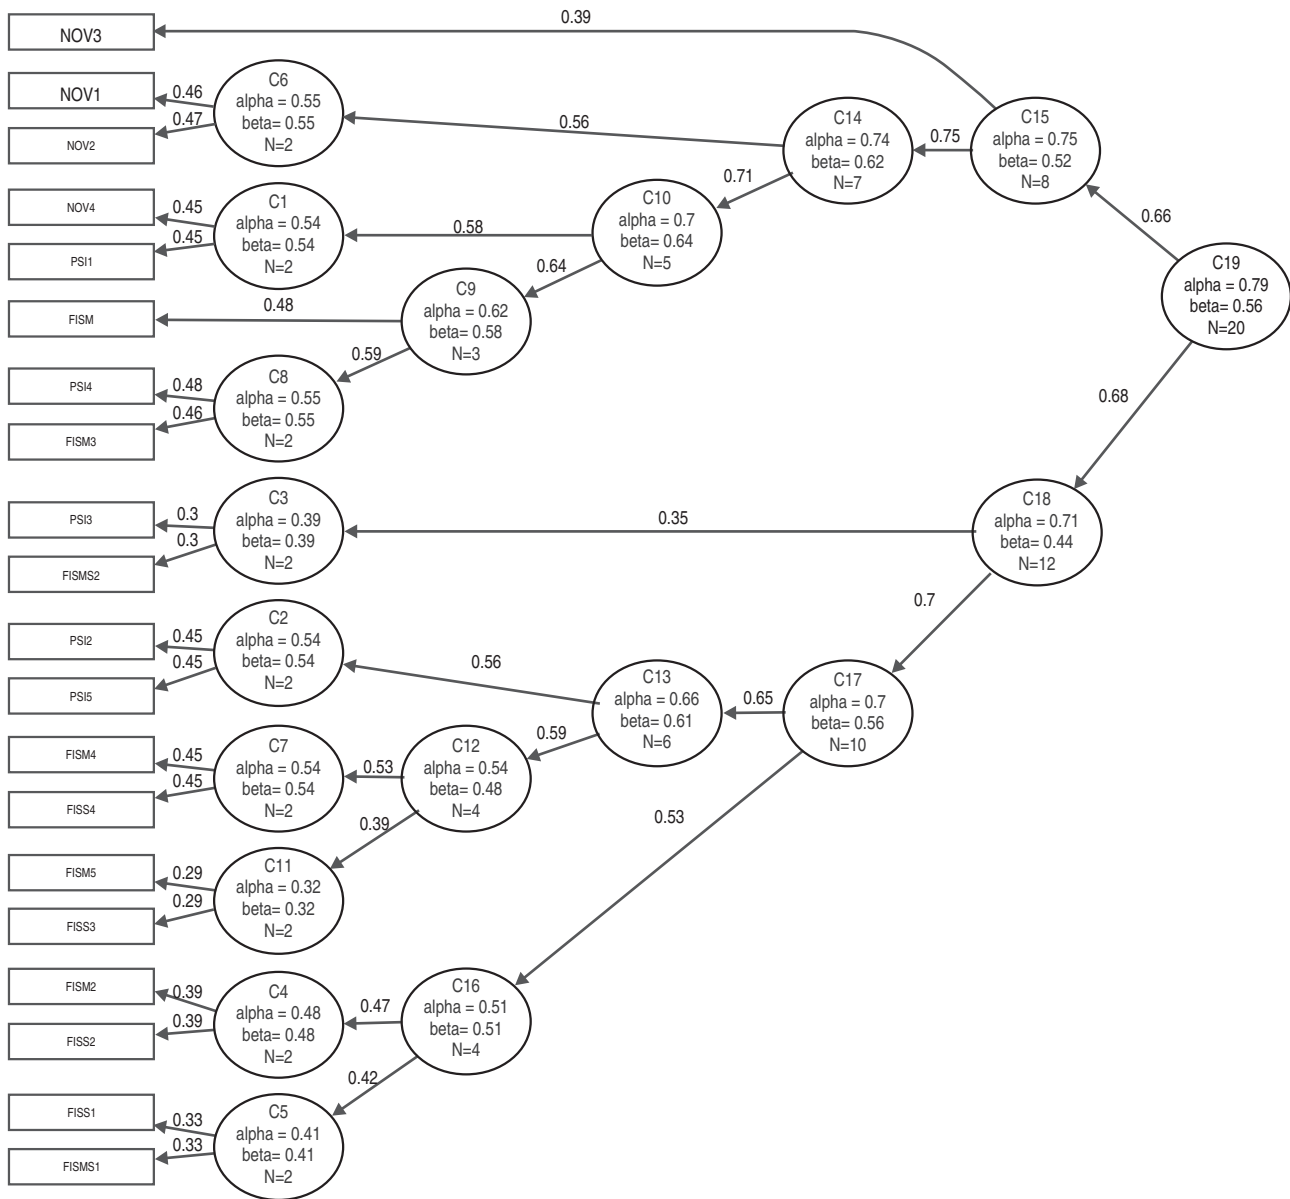 NOV3
0.39
NOV1
0.46
0.47
NOV2
C6
alpha = 0.55
beta= 0.55
N=2
0.56
C14
alpha = 0.74
beta= 0.62
N=7
0.75
C15
alpha = 0.75
beta= 0.52
N=8
0.66
NOV4
0.45
0.45
PSI1
C1
alpha = 0.54
beta= 0.54
N=2
0.58
C10
alpha = 0.7
beta= 0.64
N=5
0.71
0.64
C19
alpha = 0.79
beta= 0.56
N=20
FISM
0.48
C9
alpha = 0.62
beta= 0.58
N=3
0.59
PSI4
0.48
0.46
FISM3
C8
alpha = 0.55
beta= 0.55
N=2
0.68
PSI3
0.3
0.3
FISMS2
C3
alpha = 0.39
beta= 0.39
N=2
0.35
C18
alpha = 0.71
beta= 0.44
N=12
0.7
PSI2
0.45
0.45
PSI5
C2
alpha = 0.54
beta= 0.54
N=2
0.56
C13
alpha = 0.66
beta= 0.61
N=6
0.65
C17
alpha = 0.7
beta= 0.56
N=10
0.59
FISM4
0.45
0.45
FISS4
C7
alpha = 0.54
beta= 0.54
N=2
0.53
C12
alpha = 0.54
beta= 0.48
N=4
0.39
0.53
FISM5
0.29
0.29
FISS3
C11
alpha = 0.32
beta= 0.32
N=2
FISM2
0.39
0.39
FISS2
C4
alpha = 0.48
beta= 0.48
N=2
0.47
C16
alpha = 0.51
beta= 0.51
N=4
0.42
FISS1
0.33
0.33
FISMS1
C5
alpha = 0.41
beta= 0.41
N=2